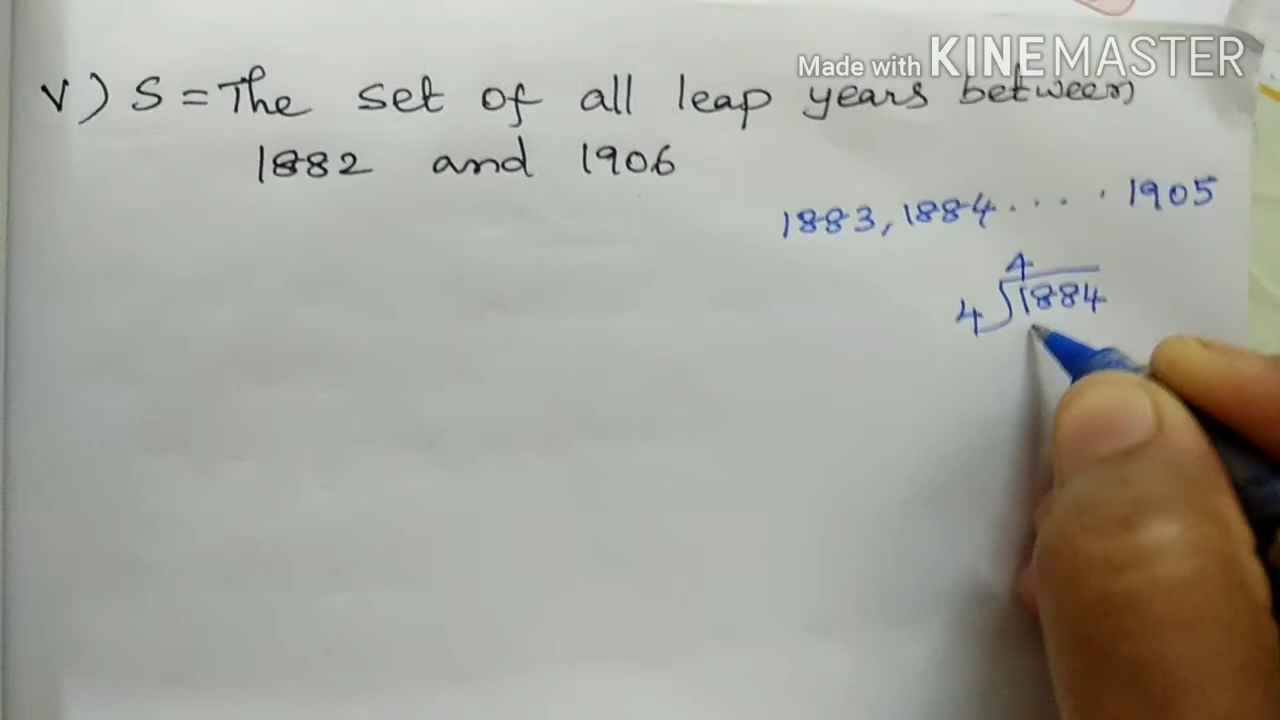 Made with KINEMASTER
V) S = The set of all leap years between
1882 and 1906
1883, 1884 ..... 1905
4
4 1884